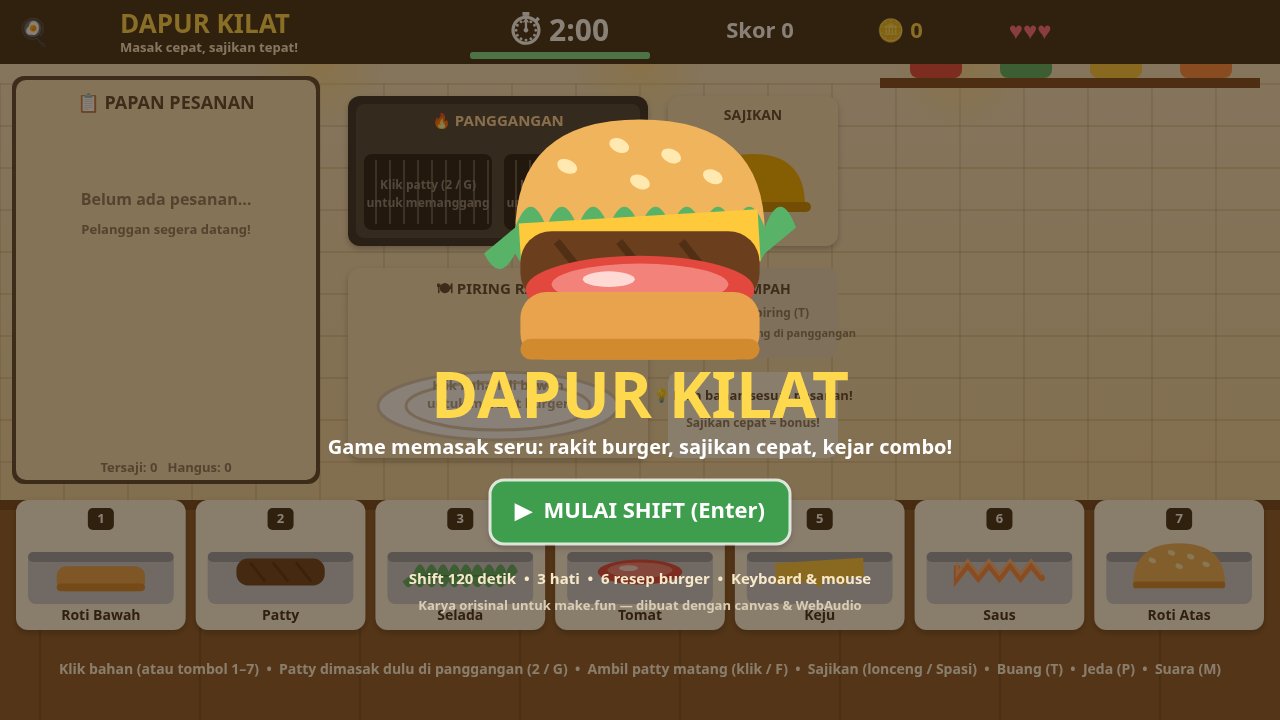 DAPUR KILAT
Masak cepat, sajikan tepat!
2:00
Skor 0
0
PAPAN PESANAN
Belum ada pesanan...
Pelanggan segera datang!
Tersaji: 0 Hangus: 0
PANGGANGAN
Klik patty (2 / G)
untuk memanggang
SAJIKAN
PIRING
piring (T)
di panggangan
Sajikan cepat = bonus!
DAPUR KILAT
Game memasak seru: rakit burger, sajikan cepat, kejar combo!
▶ MULAI SHIFT (Enter)
Shift 120 detik • 3 hati • 6 resep burger • Keyboard & mouse
Karya orisinal untuk make.fun — dibuat dengan canvas & WebAudio
1
Roti Bawah
2
Patty
3
Selada
Tomat
5
Keju
6
Saus
7
Roti Atas
Klik bahan (atau tombol 1–7) • Patty dimasak dulu di panggangan (2 / G) • Ambil patty matang (klik / F) • Sajikan (lonceng / Spasi) • Buang (T) • Jeda (P) • Suara (M)